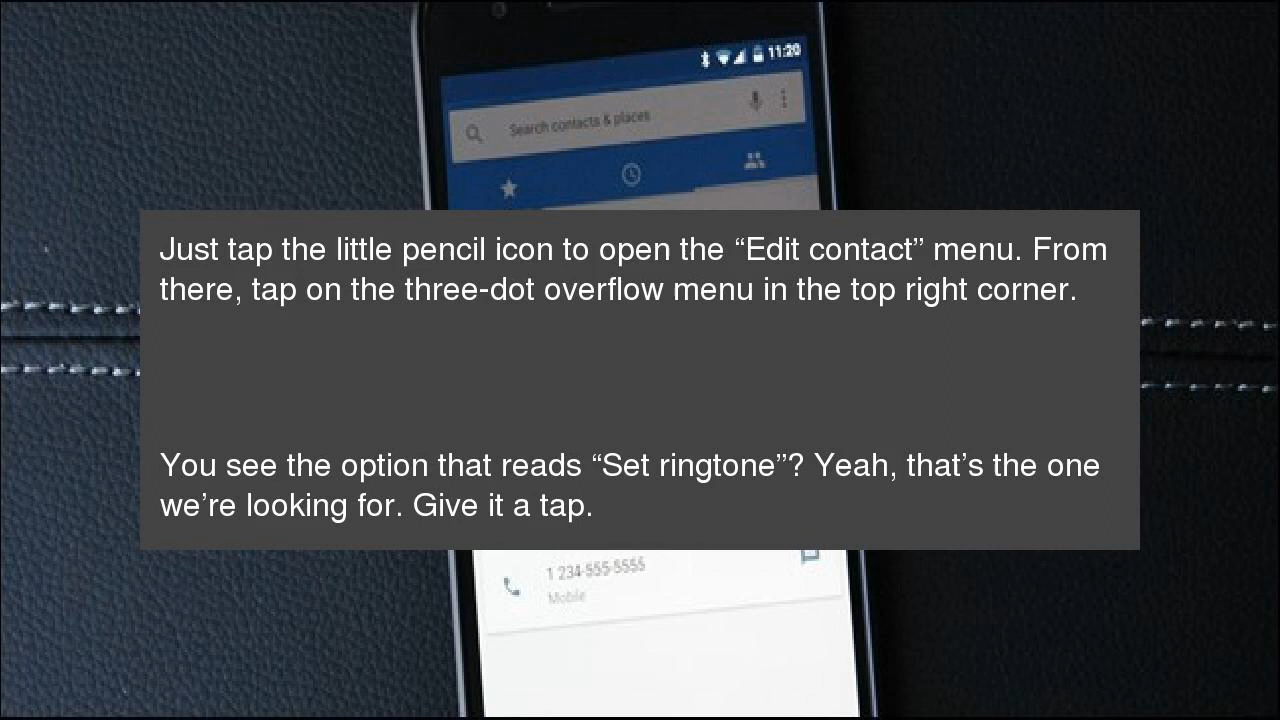 11:20
Search contacts & places
Just tap the little pencil icon to open the “Edit contact” menu. From
there, tap on the three-dot overflow menu in the top right corner.
You see the option that reads “Set ringtone”? Yeah, that’s the one
we’re looking for. Give it a tap.
1 234-555-5555
Mobile